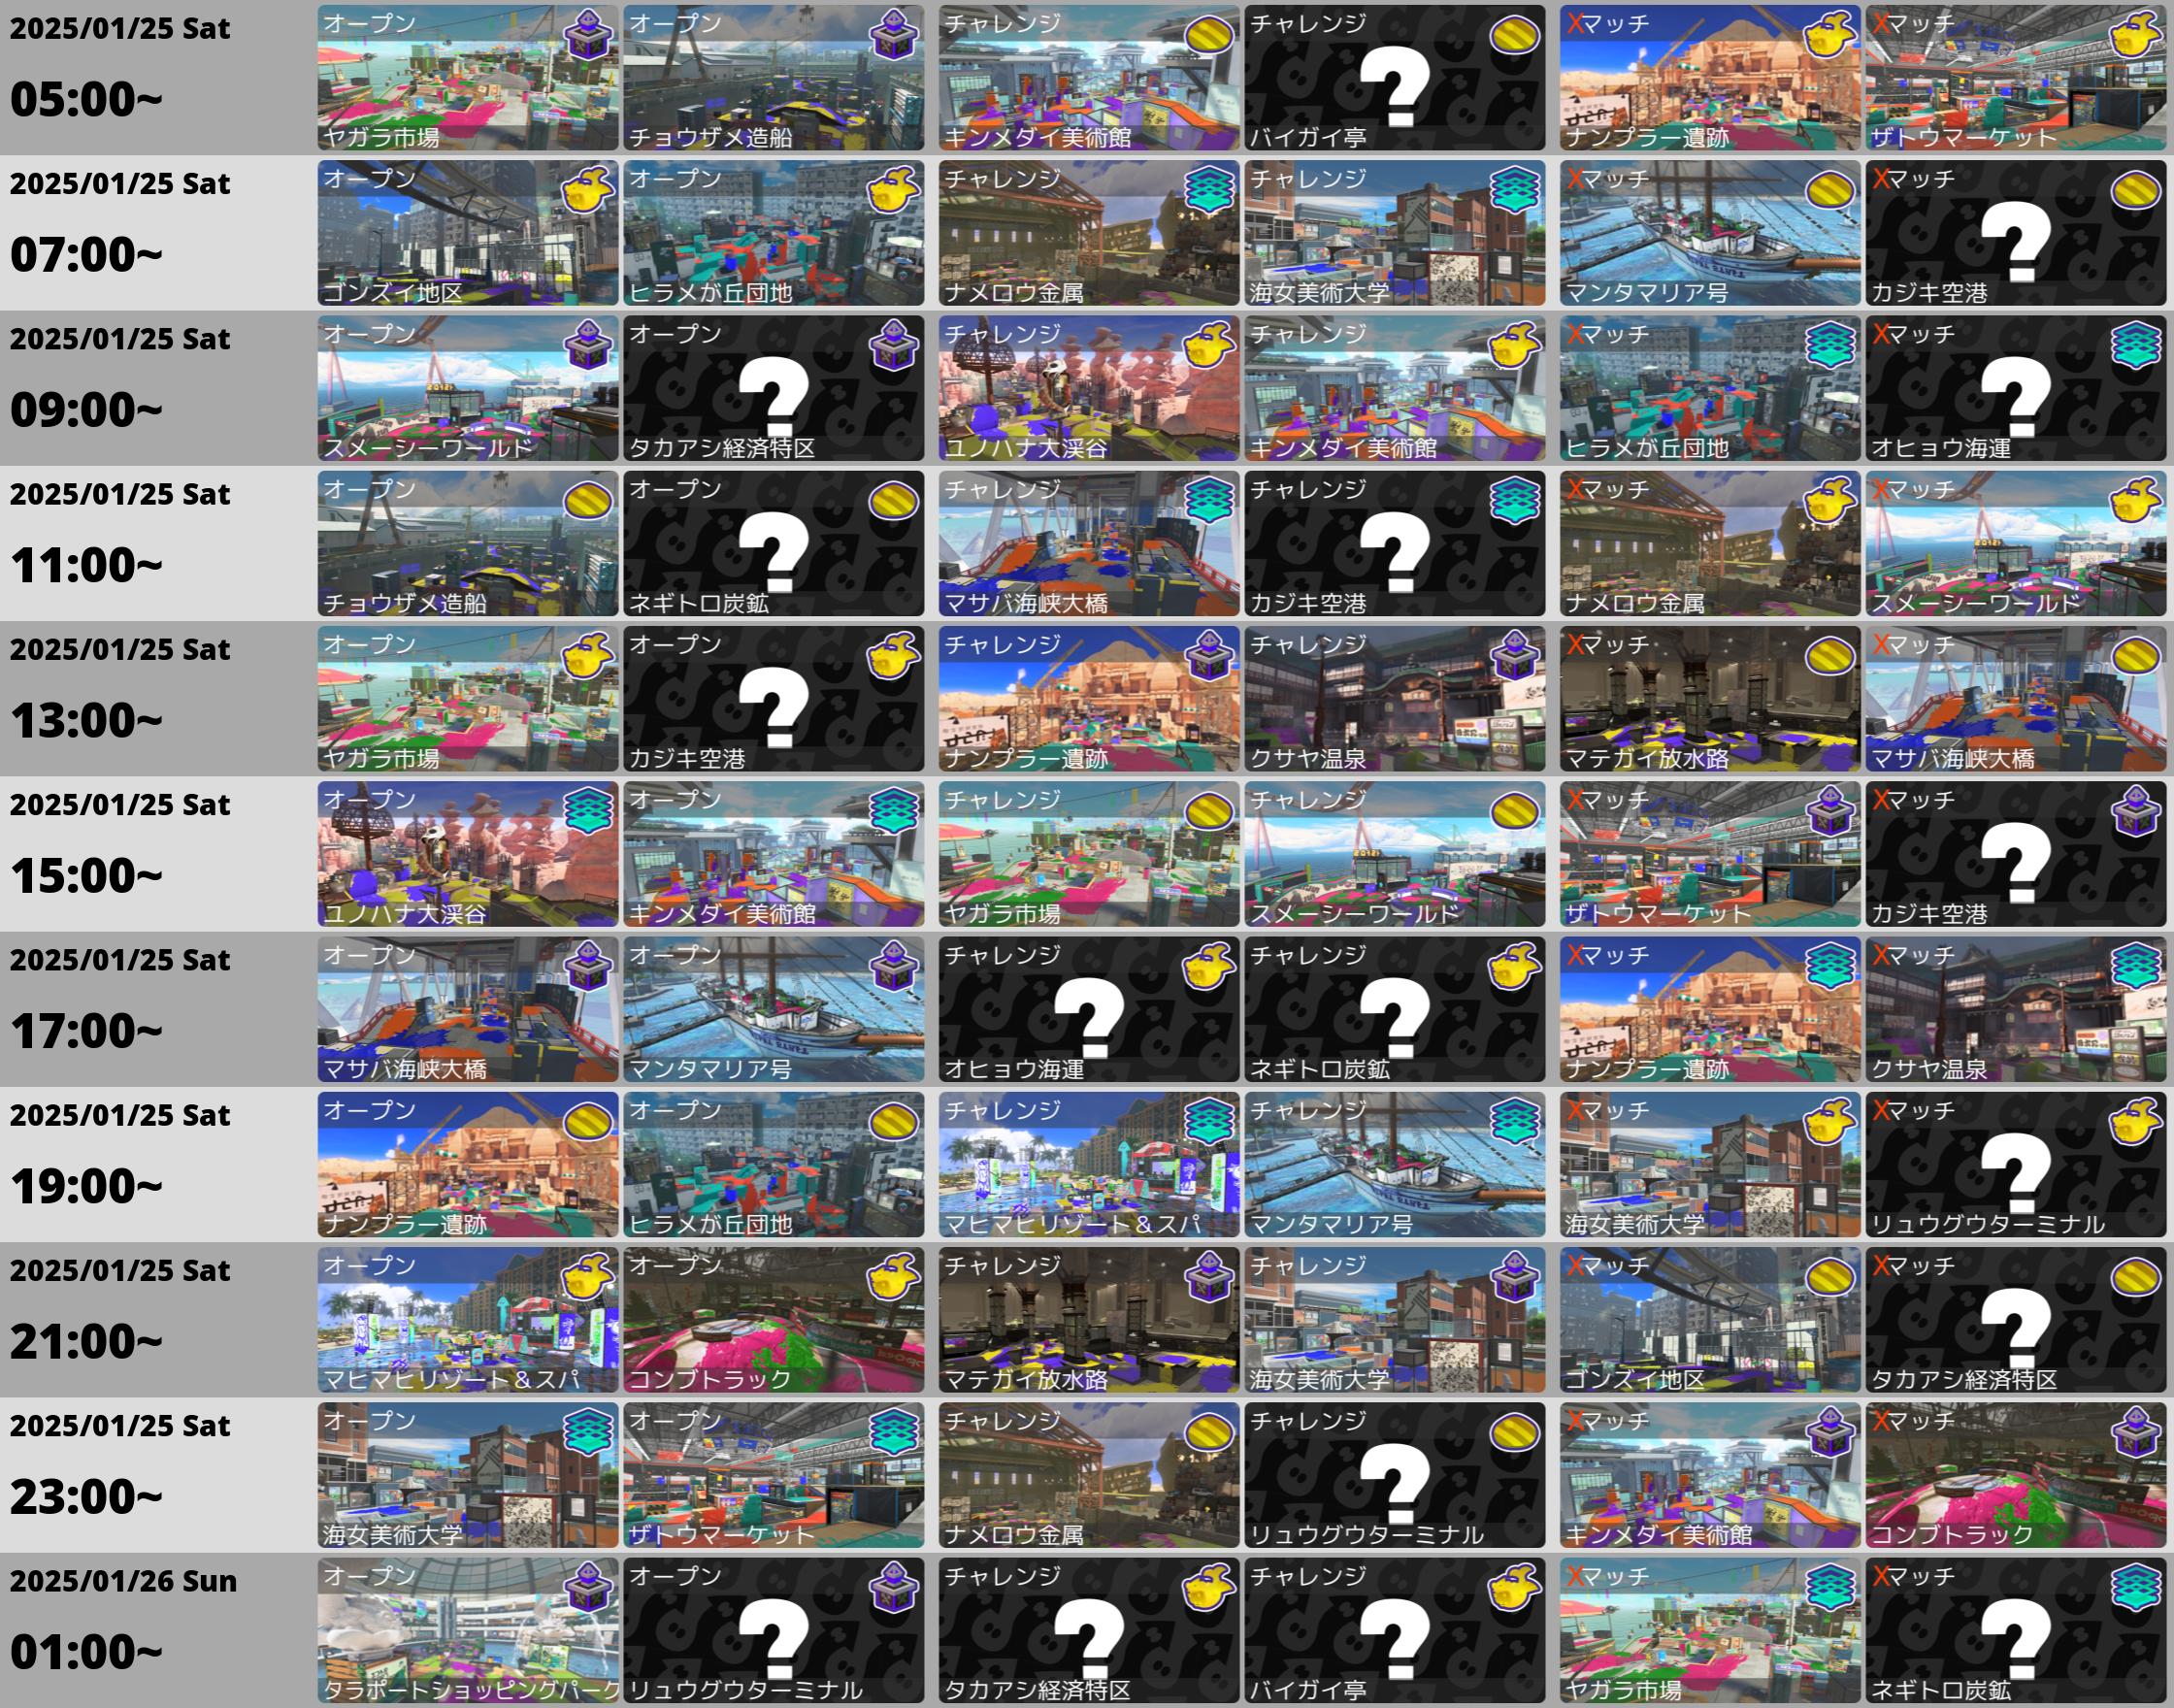 2025/01/25 Sat
05:00~
オープン
ヤガラ市場
オープン
チョウザメ造船
チャレンジ
キンメダイ美術館
チャレンジ
バイガイ亭
Xマッチ
ナンプラー遺跡
Xマッチ
ザトウマーケット
2025/01/25 Sat
07:00~
オープン
ゴンズイ地区
オープン
ヒラメが丘団地
チャレンジ
ナメロウ金属
チャレンジ
海女美術大学
Xマッチ
マンタマリア号
Xマッチ
カジキ空港
2025/01/25 Sat
09:00~
オープン
スメーシーワールド
オープン
タカアシ経済特区
チャレンジ
ユノハナ大渓谷
チャレンジ
キンメダイ美術館
Xマッチ
ヒラメが丘団地
Xマッチ
オヒョウ海運
2025/01/25 Sat
11:00~
オープン
チョウザメ造船
オープン
ネギトロ炭鉱
チャレンジ
マサバ海峡大橋
チャレンジ
カジキ空港
Xマッチ
ナメロウ金属
Xマッチ
スメーシーワールド
2025/01/25 Sat
13:00~
オープン
ヤガラ市場
オープン
カジキ空港
チャレンジ
ナンプラー遺跡
チャレンジ
クサヤ温泉
Xマッチ
マテガイ放水路
Xマッチ
マサバ海峡大橋
2025/01/25 Sat
15:00~
オープン
ユノハナ大渓谷
オープン
キンメダイ美術館
チャレンジ
ヤガラ市場
チャレンジ
スメーシーワールド
Xマッチ
ザトウマーケット
Xマッチ
カジキ空港
2025/01/25 Sat
17:00~
オープン
マサバ海峡大橋
オープン
マンタマリア号
チャレンジ
オヒョウ海運
チャレンジ
ネギトロ炭鉱
Xマッチ
ナンプラー遺跡
Xマッチ
クサヤ温泉
2025/01/25 Sat
19:00~
オープン
ナンプラー遺跡
オープン
ヒラメが丘団地
チャレンジ
マヒマヒリゾート＆スパ
チャレンジ
マンタマリア号
Xマッチ
海女美術大学
Xマッチ
リュウグウターミナル
2025/01/25 Sat
21:00~
オープン
マヒマヒリゾート＆スパ
オープン
コンブトラック
チャレンジ
マテガイ放水路
チャレンジ
海女美術大学
Xマッチ
ゴンズイ地区
Xマッチ
タカアシ経済特区
2025/01/25 Sat
23:00~
オープン
海女美術大学
オープン
ザトウマーケット
チャレンジ
ナメロウ金属
チャレンジ
リュウグウターミナル
Xマッチ
キンメダイ美術館
Xマッチ
コンブトラック
2025/01/26 Sun
01:00~
オープン
タラポートショッピングパーク
オープン
リュウグウターミナル
チャレンジ
タカアシ経済特区
チャレンジ
バイガイ亭
Xマッチ
ヤガラ市場
Xマッチ
ネギトロ炭鉱